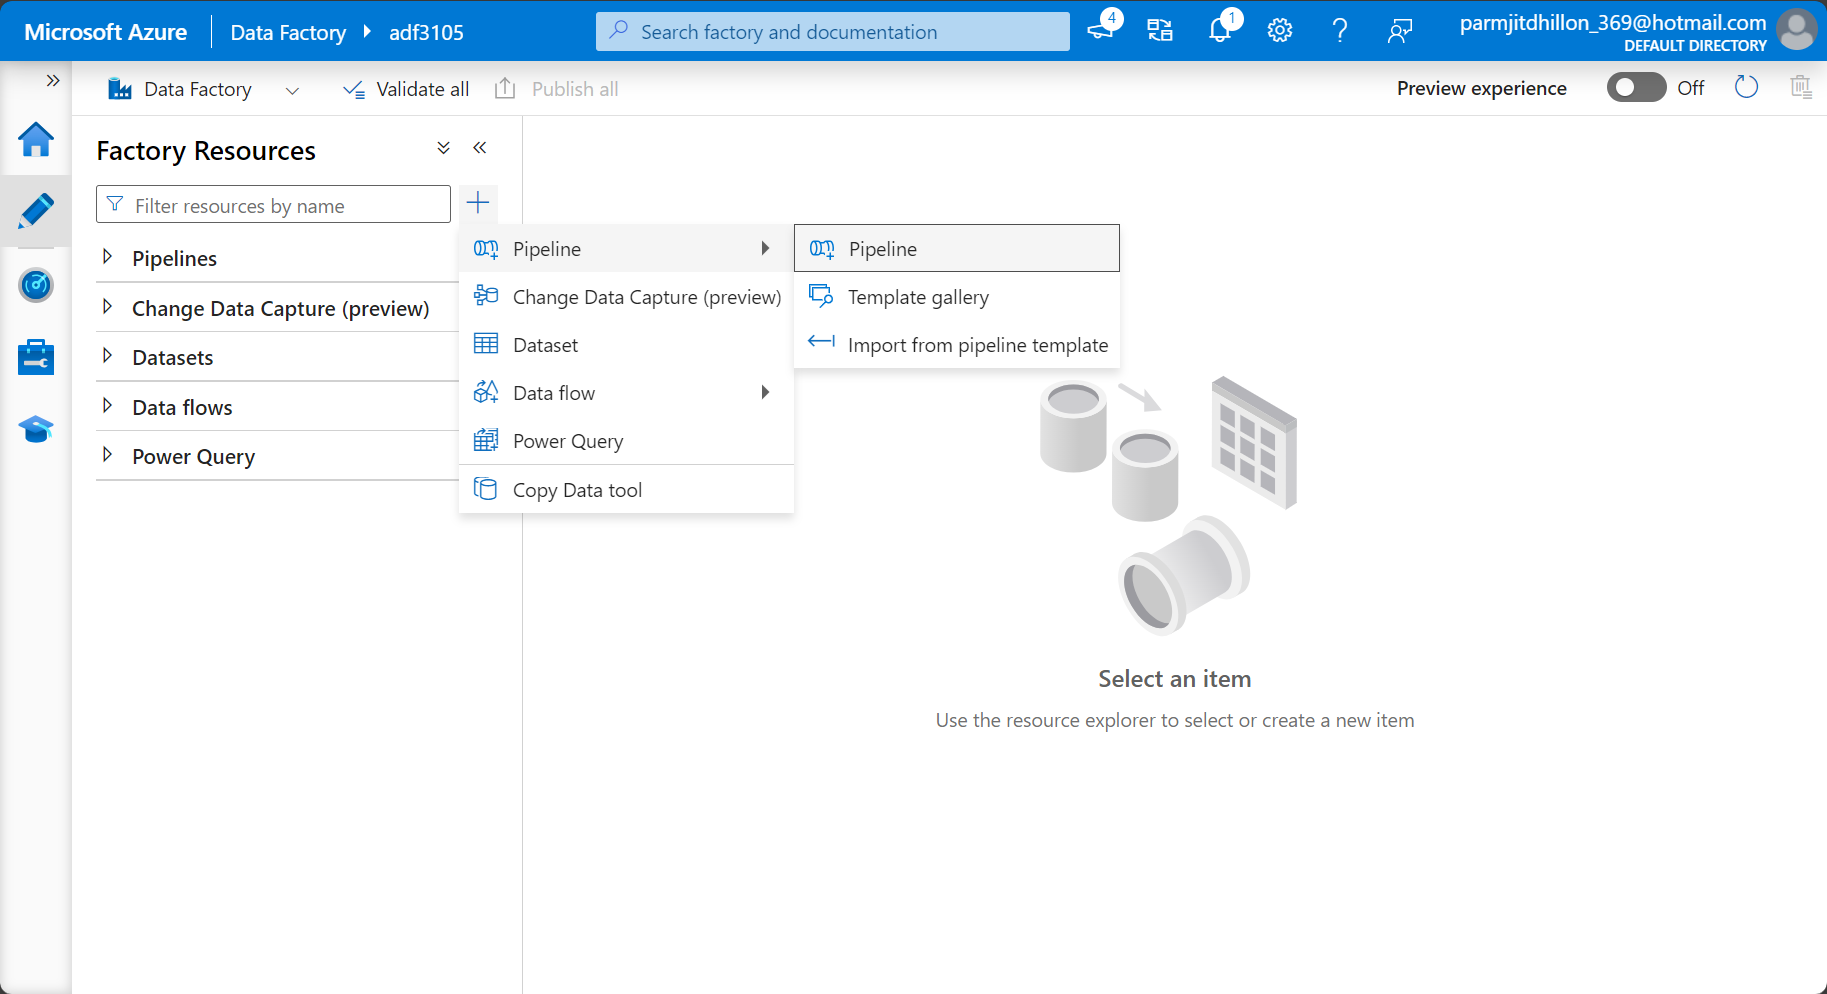 Microsoft Azure
Data Factory
adf3105
Search factory and documentation
4
1
parmjitdhillon_369@hotmail.com
DEFAULT DIRECTORY
Data Factory
Validate all
Publish all
Preview experience
Off
Factory Resources
Filter resources by name
Pipelines
Change Data Capture (preview)
Datasets
Data flows
Power Query
Pipeline
Change Data Capture (preview)
Dataset
Data flow
Power Query
Copy Data tool
Pipeline
Template gallery
Import from pipeline template
Select an item
Use the resource explorer to select or create a new item